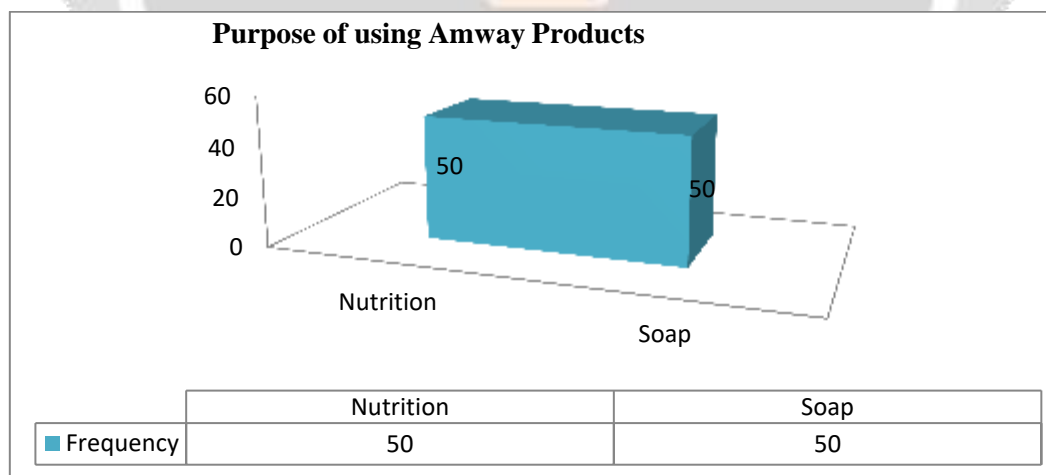 Purpose of using Amway Products
60
40
20
0
50
50
Nutrition
Soap
Nutrition Soap
Frequency 50 50